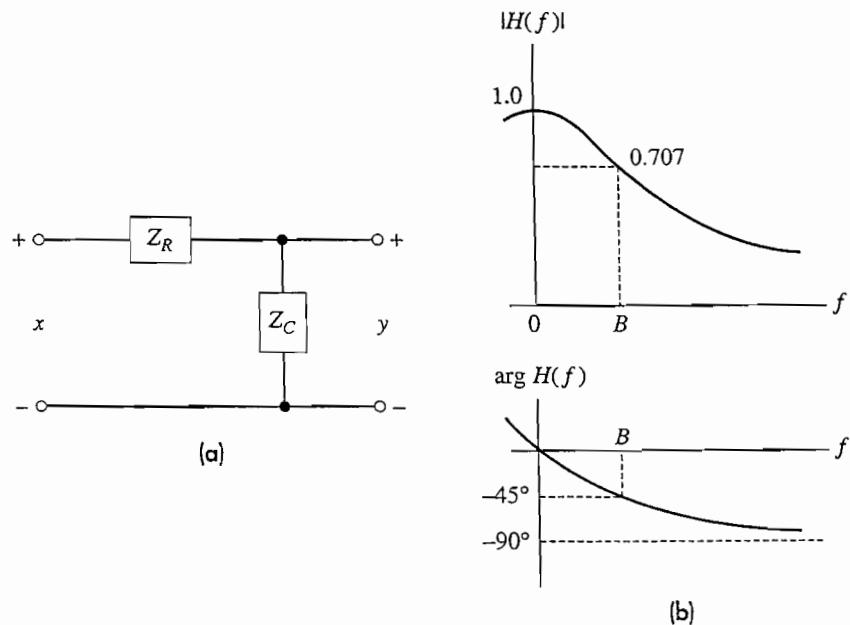 |H(f)|
1.0
0.707
0
B
f
+
Z_R
+
x
Z_C
y
–
–
(a)
arg H(f)
B
f
–45°
–90°
(b)